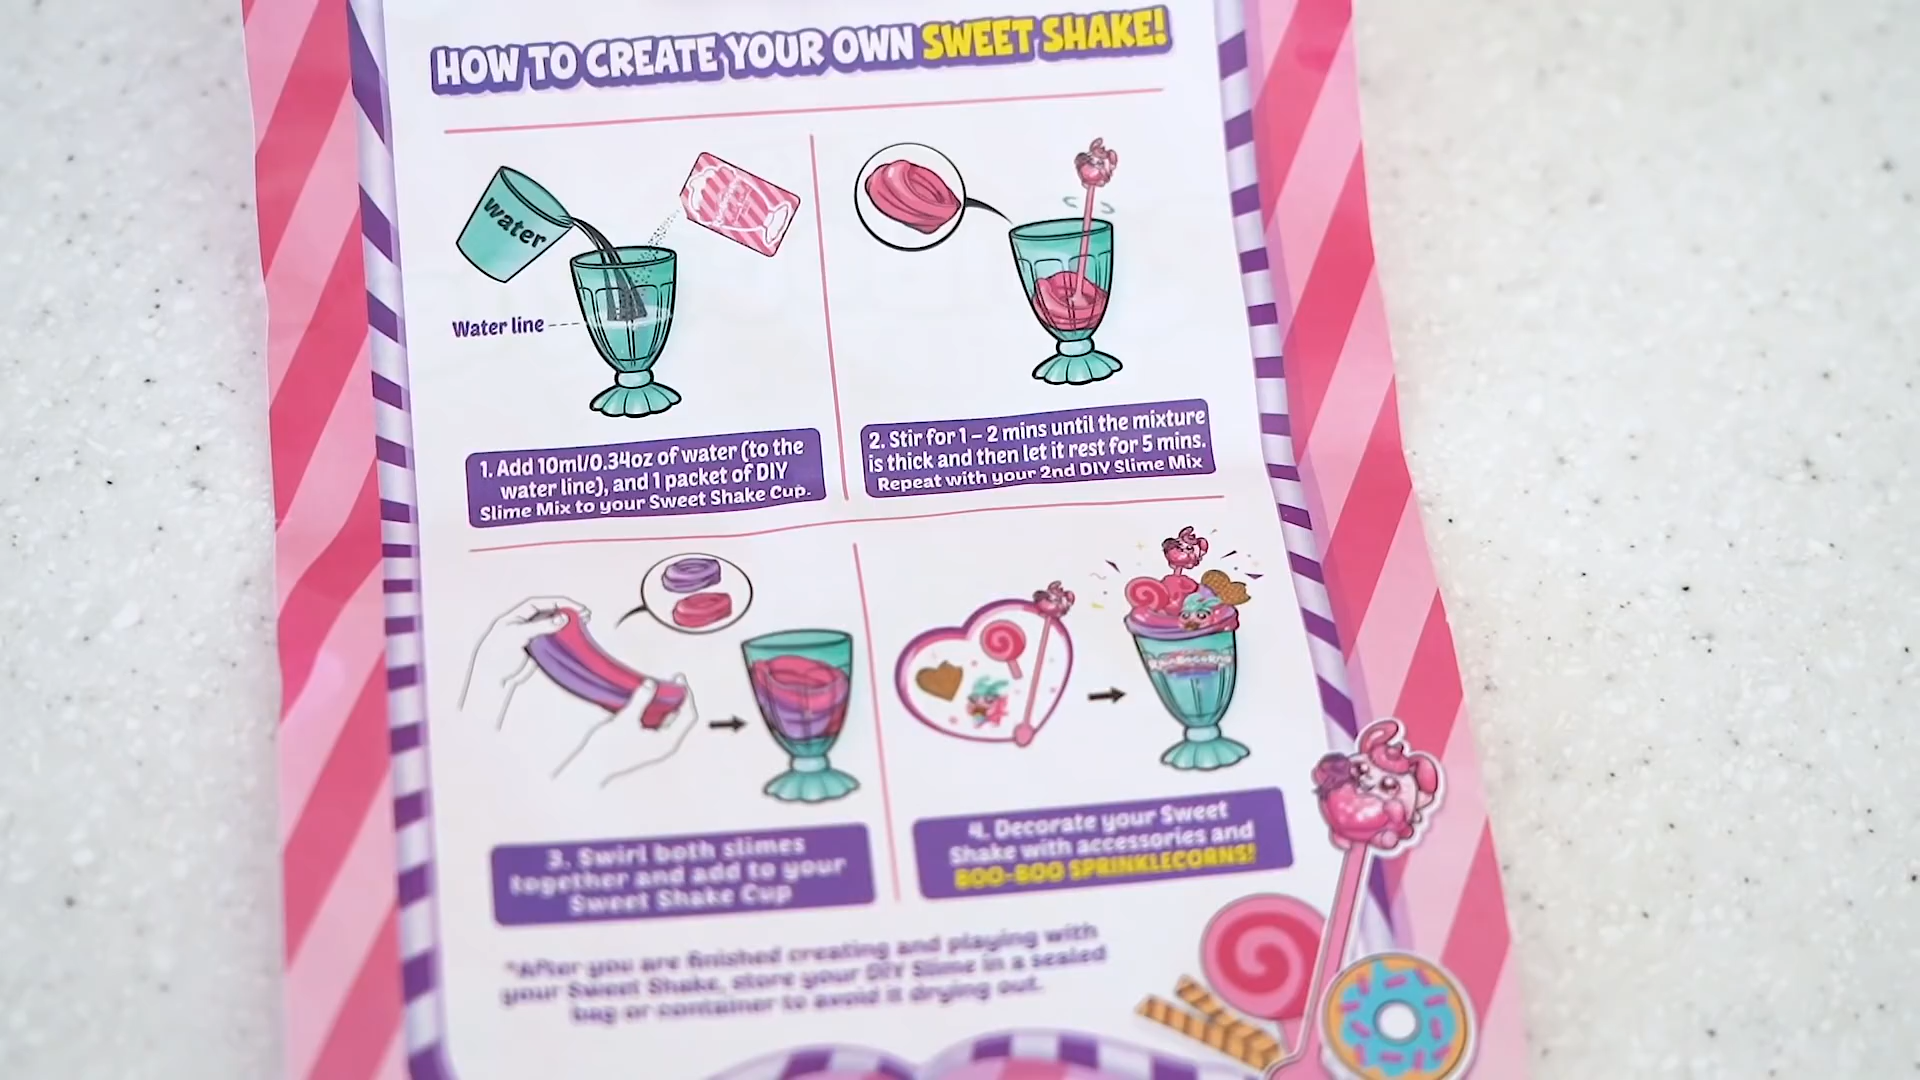 HOW TO CREATE YOUR OWN SWEET SHAKE!
water
Water line
1. Add 10ml/0.34oz of water (to the
water line), and 1 packet of DIY
Slime Mix to your Sweet Shake Cup.
2. Stir for 1 – 2 mins until the mixture
is thick and then let it rest for 5 mins.
Repeat with your 2nd DIY Slime Mix
3. Swirl both slimes
together and add to your
Sweet Shake Cup
4. Decorate your Sweet
Shake with accessories and
BOO-BOO SPRINKLECORNS!
*After you are finished creating and playing with
your Sweet Shake, store your DIY Slime in a sealed
bag or container to avoid it drying out.